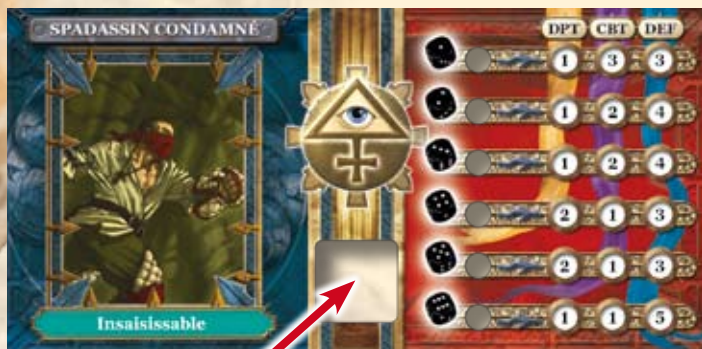 SPADASSIN CONDAMNÉ
Insaisissable
DPT CBT DEF
1 3 3
1 2 4
1 2 4
2 1 3
2 1 3
1 1 5